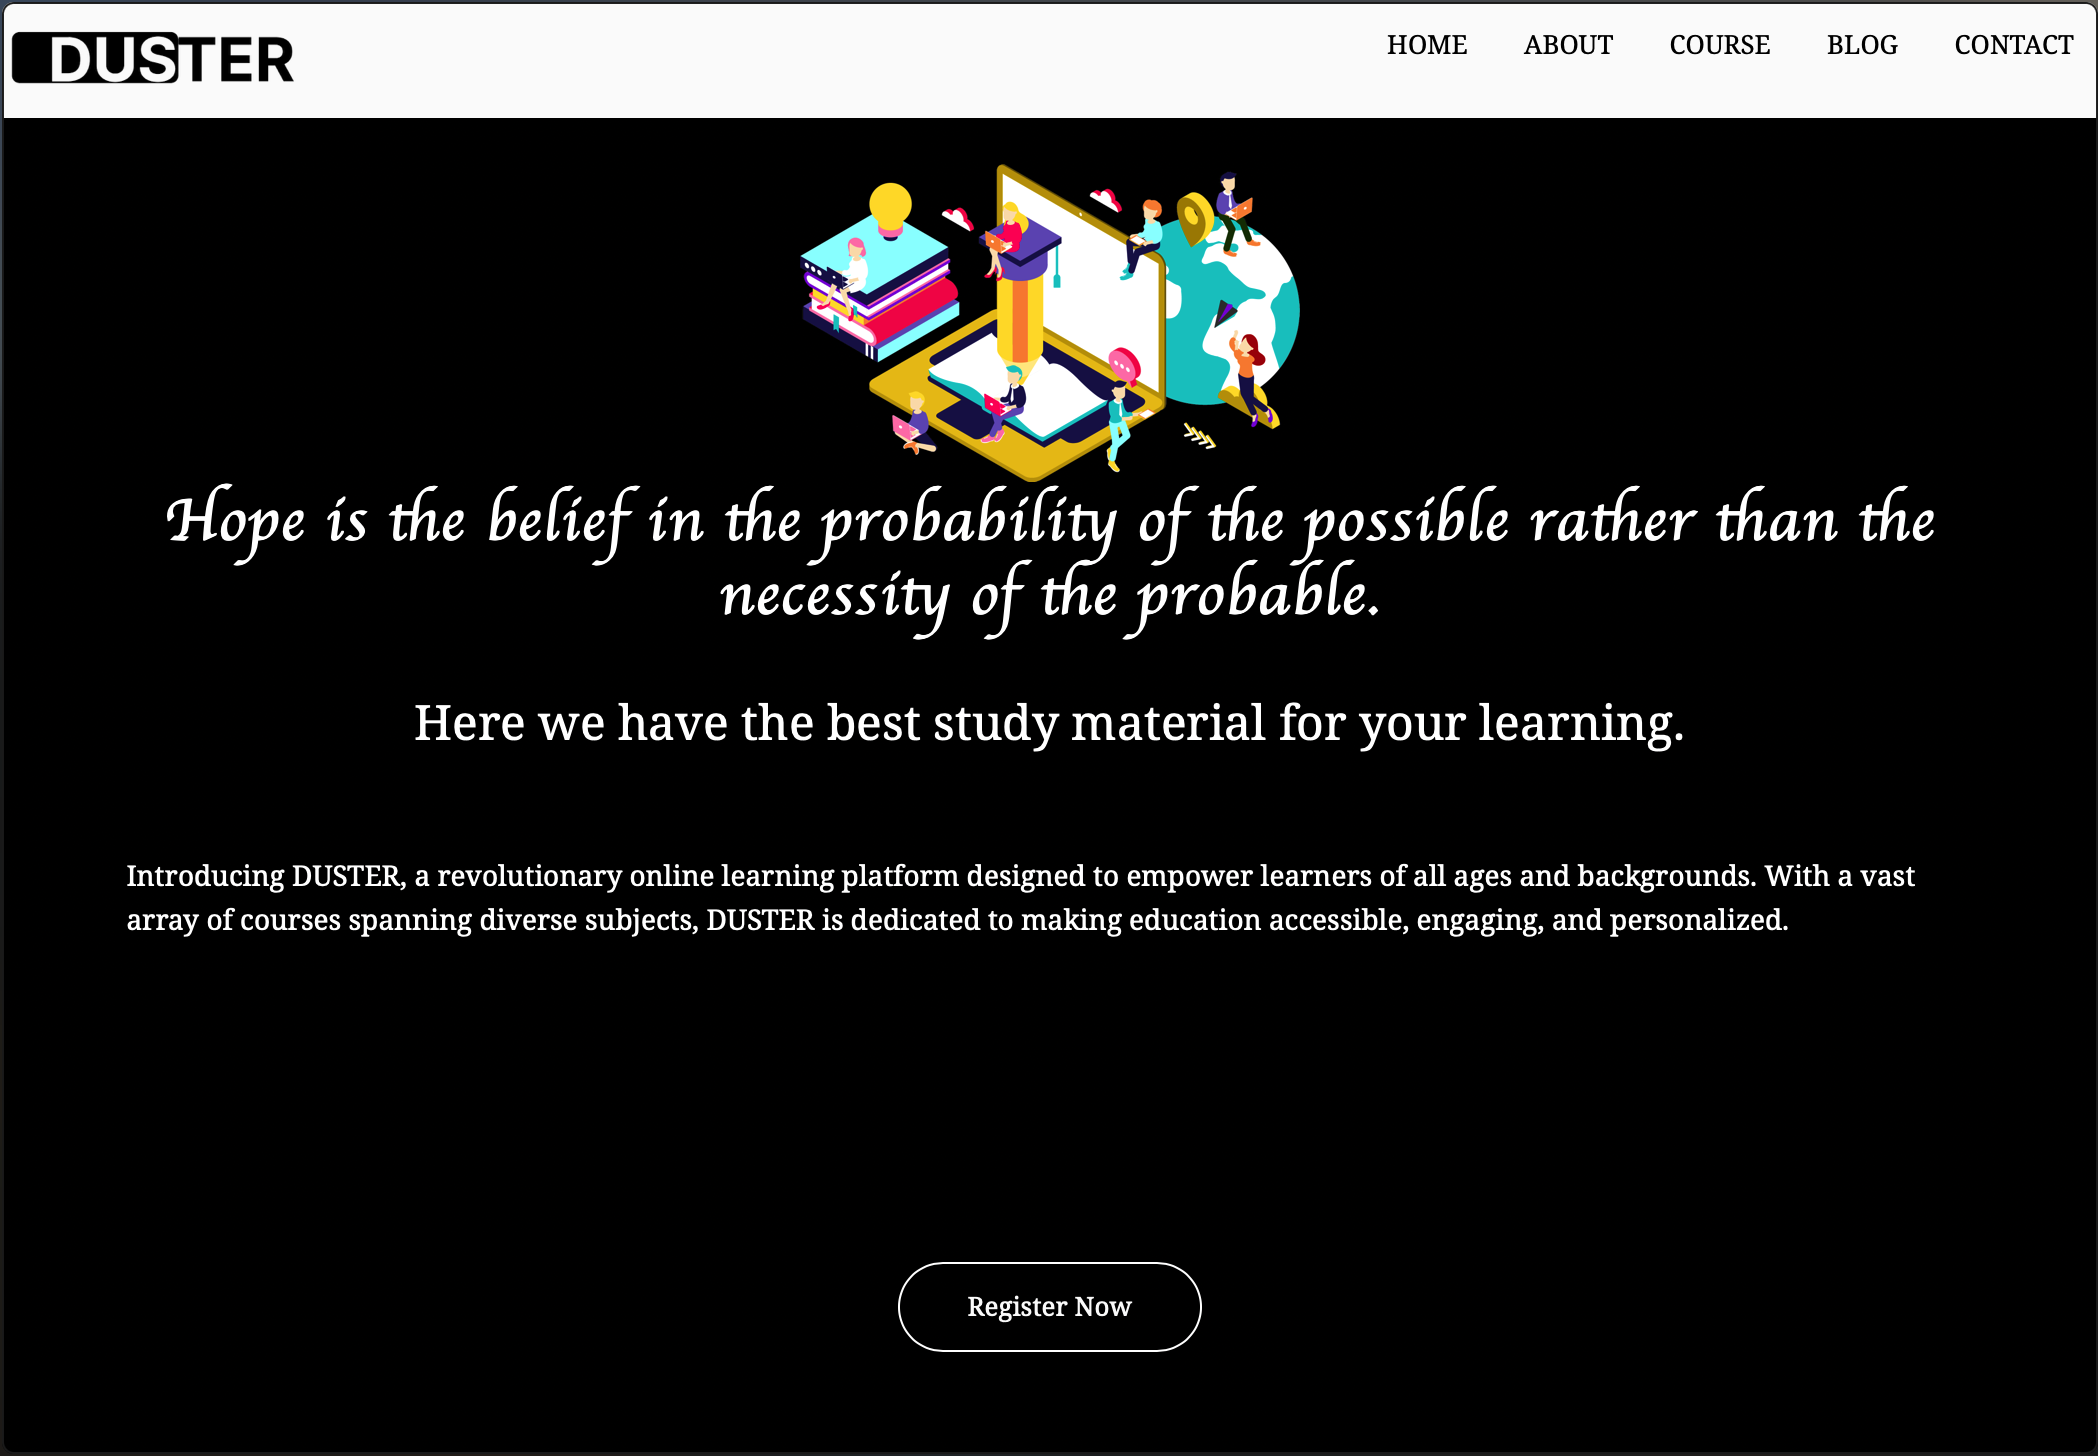 DUSTER
HOME ABOUT COURSE BLOG CONTACT
Hope is the belief in the probability of the possible rather than the
necessity of the probable.
Here we have the best study material for your learning.
Introducing DUSTER, a revolutionary online learning platform designed to empower learners of all ages and backgrounds. With a vast
array of courses spanning diverse subjects, DUSTER is dedicated to making education accessible, engaging, and personalized.
Register Now